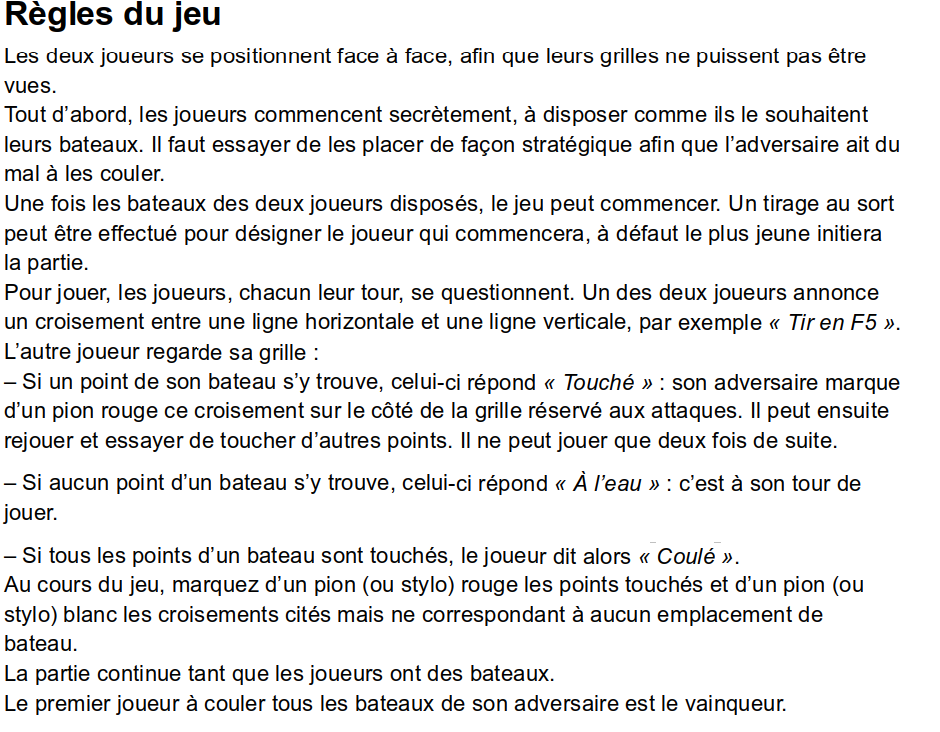 Règles du jeu
Les deux joueurs se positionnent face à face, afin que leurs grilles ne puissent pas être
vues.
Tout d’abord, les joueurs commencent secrètement, à disposer comme ils le souhaitent
leurs bateaux. Il faut essayer de les placer de façon stratégique afin que l’adversaire ait du
mal à les couler.
Une fois les bateaux des deux joueurs disposés, le jeu peut commencer. Un tirage au sort
peut être effectué pour désigner le joueur qui commencera, à défaut le plus jeune initiera
la partie.
Pour jouer, les joueurs, chacun leur tour, se questionnent. Un des deux joueurs annonce
un croisement entre une ligne horizontale et une ligne verticale, par exemple « Tir en F5 ».
L’autre joueur regarde sa grille :
– Si un point de son bateau s’y trouve, celui-ci répond « Touché » : son adversaire marque
d’un pion rouge ce croisement sur le côté de la grille réservé aux attaques. Il peut ensuite
rejouer et essayer de toucher d’autres points. Il ne peut jouer que deux fois de suite.
– Si aucun point d’un bateau s’y trouve, celui-ci répond « À l’eau » : c’est à son tour de
jouer.
– Si tous les points d’un bateau sont touchés, le joueur dit alors « Coulé ».
Au cours du jeu, marquez d’un pion (ou stylo) rouge les points touchés et d’un pion (ou
stylo) blanc les croisements cités mais ne correspondant à aucun emplacement de
bateau.
La partie continue tant que les joueurs ont des bateaux.
Le premier joueur à couler tous les bateaux de son adversaire est le vainqueur.